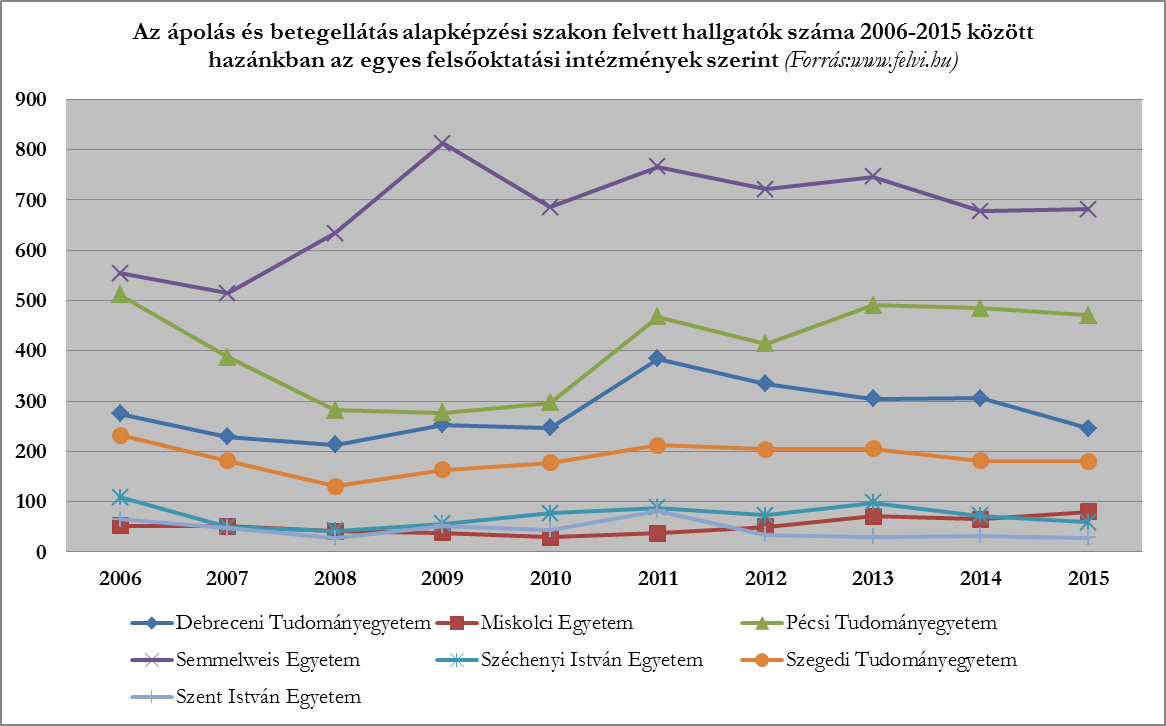 Az ápolás és betegellátás alapképzési szakon felvett hallgatók száma 2006-2015 között
hazánkban az egyes felsőoktatási intézmények szerint (Forrás:www.felvi.hu)
900
800
700
600
500
400
300
200
100
0
2006 2007 2008 2009 2010 2011 2012 2013 2014 2015
Debreceni Tudományegyetem Miskolci Egyetem Pécsi Tudományegyetem
Semmelweis Egyetem Széchenyi István Egyetem Szegedi Tudományegyetem
Szent István Egyetem